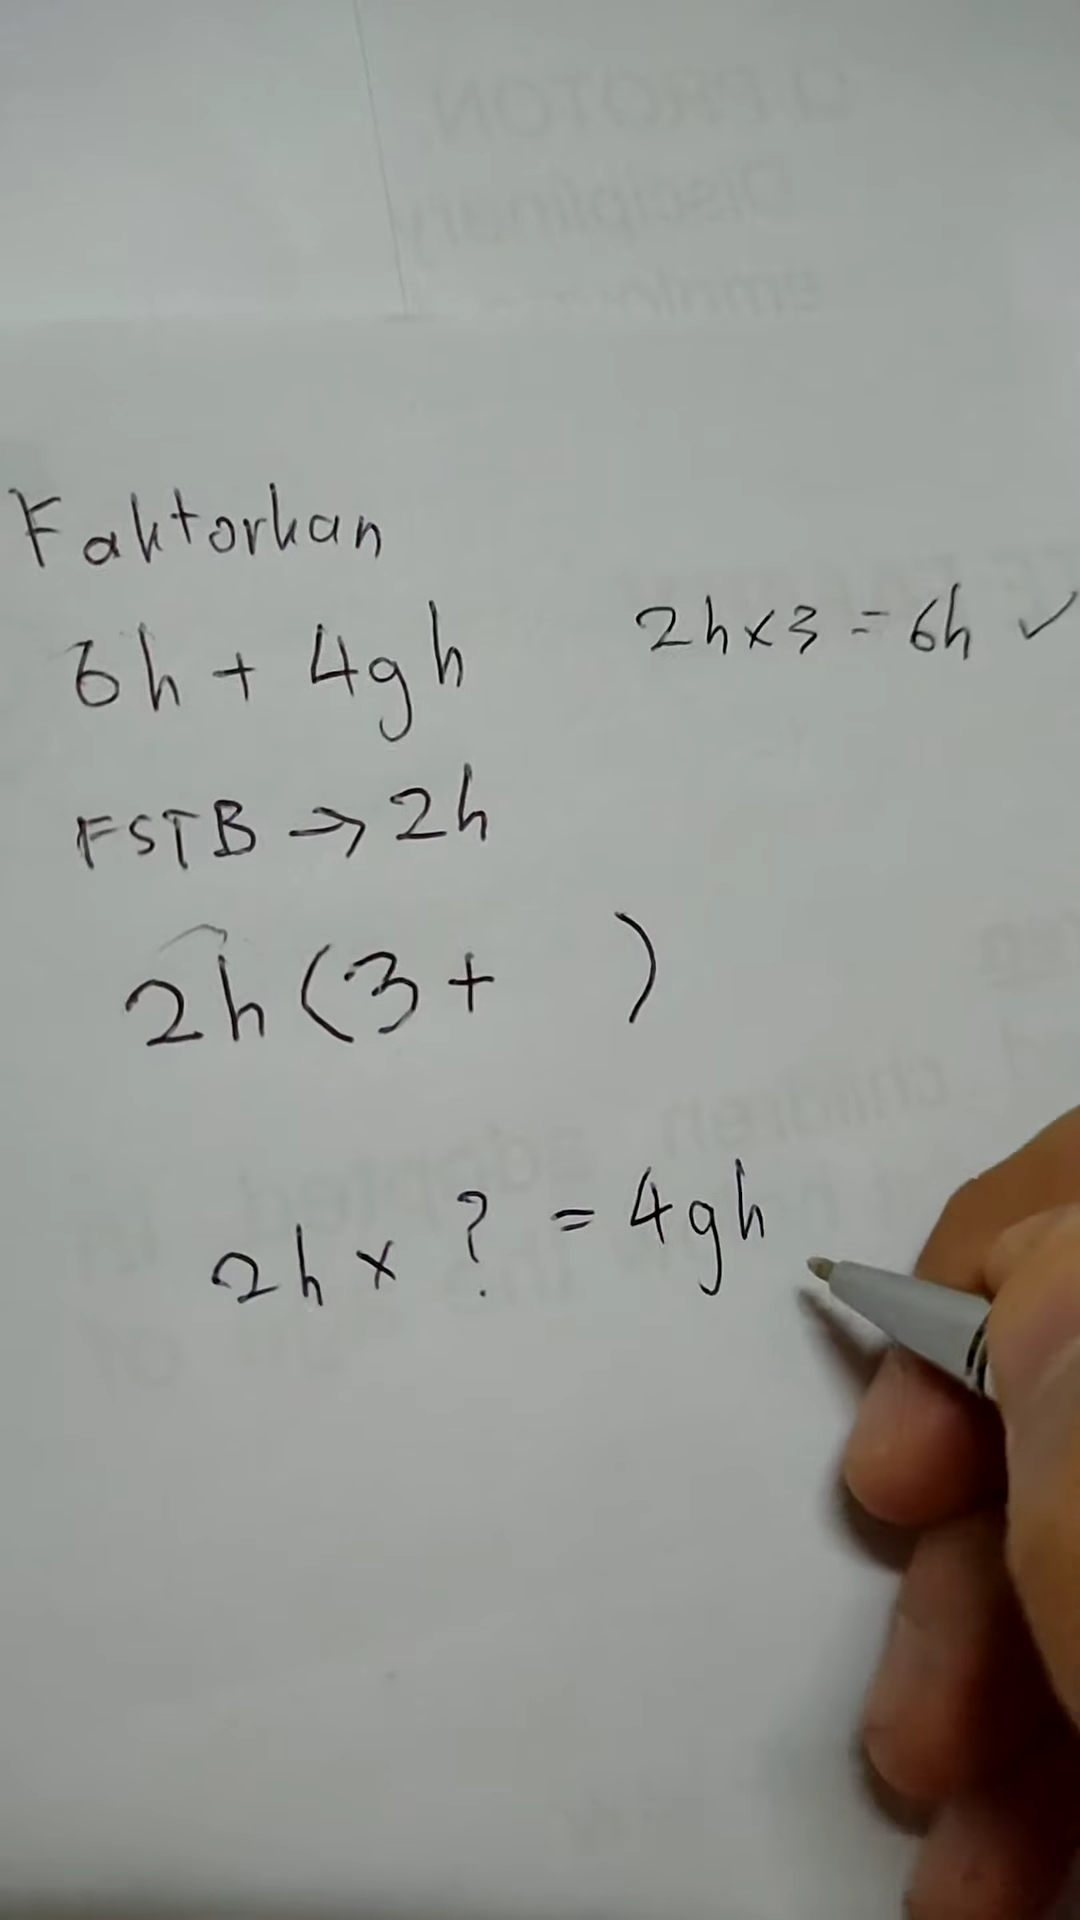 Faktorkan
6h + 4gh
2h x 3 = 6h ✓
FSTB → 2h
2h (3 + )
2h x ? = 4gh